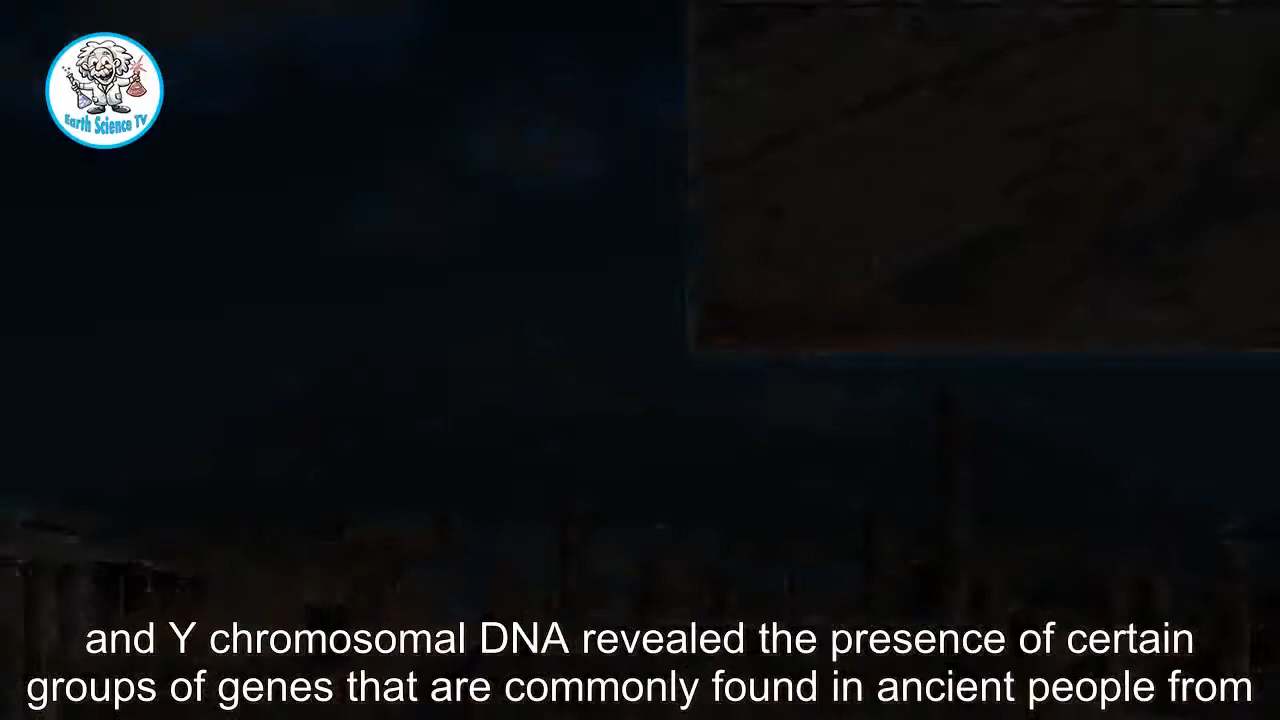 Earth Science TV
and Y chromosomal DNA revealed the presence of certain
groups of genes that are commonly found in ancient people from